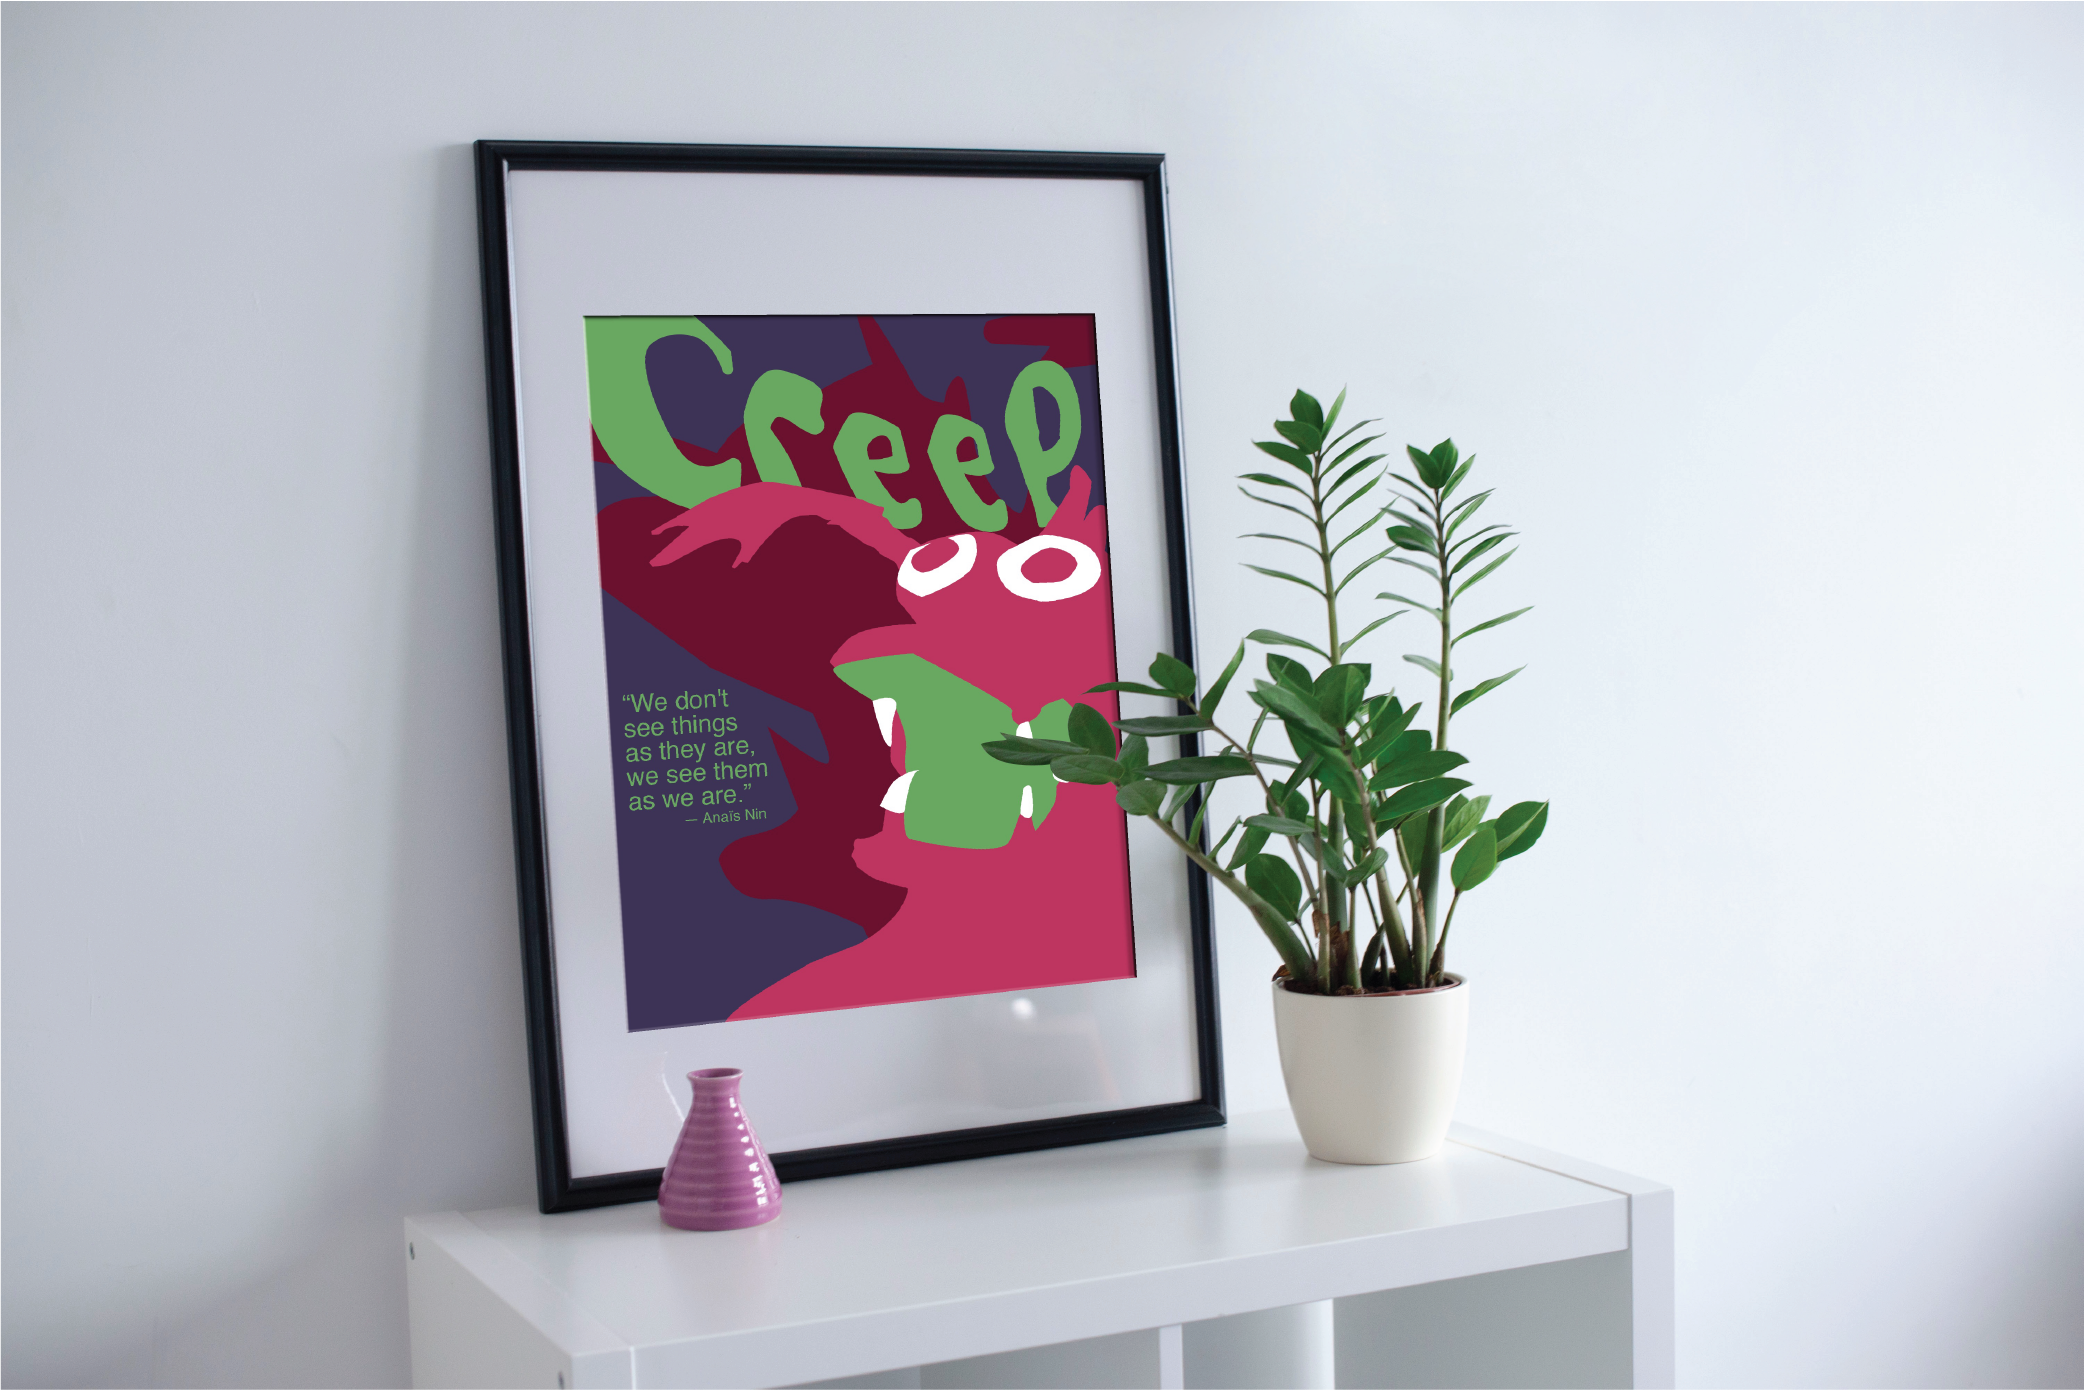 Creep
“We don't
see things
as they are,
we see them
as we are.”
— Anaïs Nin